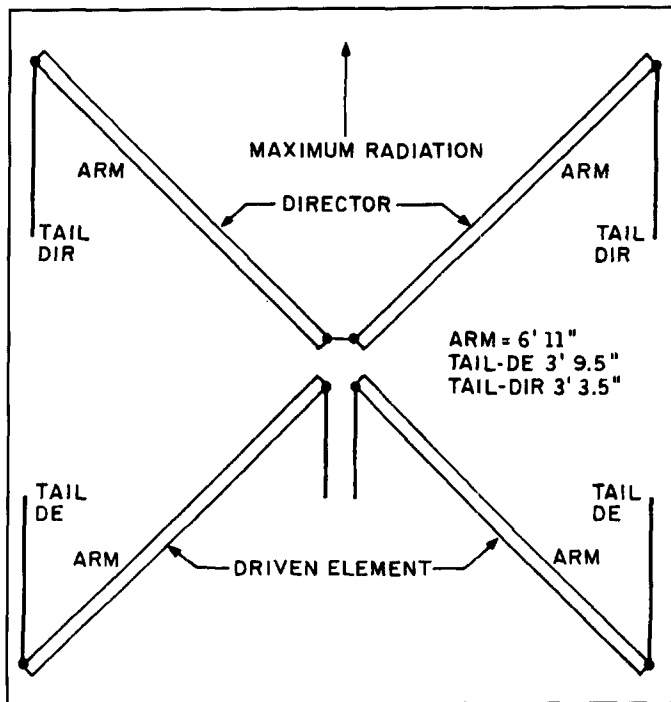 MAXIMUM RADIATION
ARM
ARM
DIRECTOR
TAIL
DIR
TAIL
DIR
ARM = 6' 11"
TAIL-DE 3' 9.5"
TAIL-DIR 3' 3.5"
TAIL
DE
TAIL
DE
ARM
ARM
DRIVEN ELEMENT